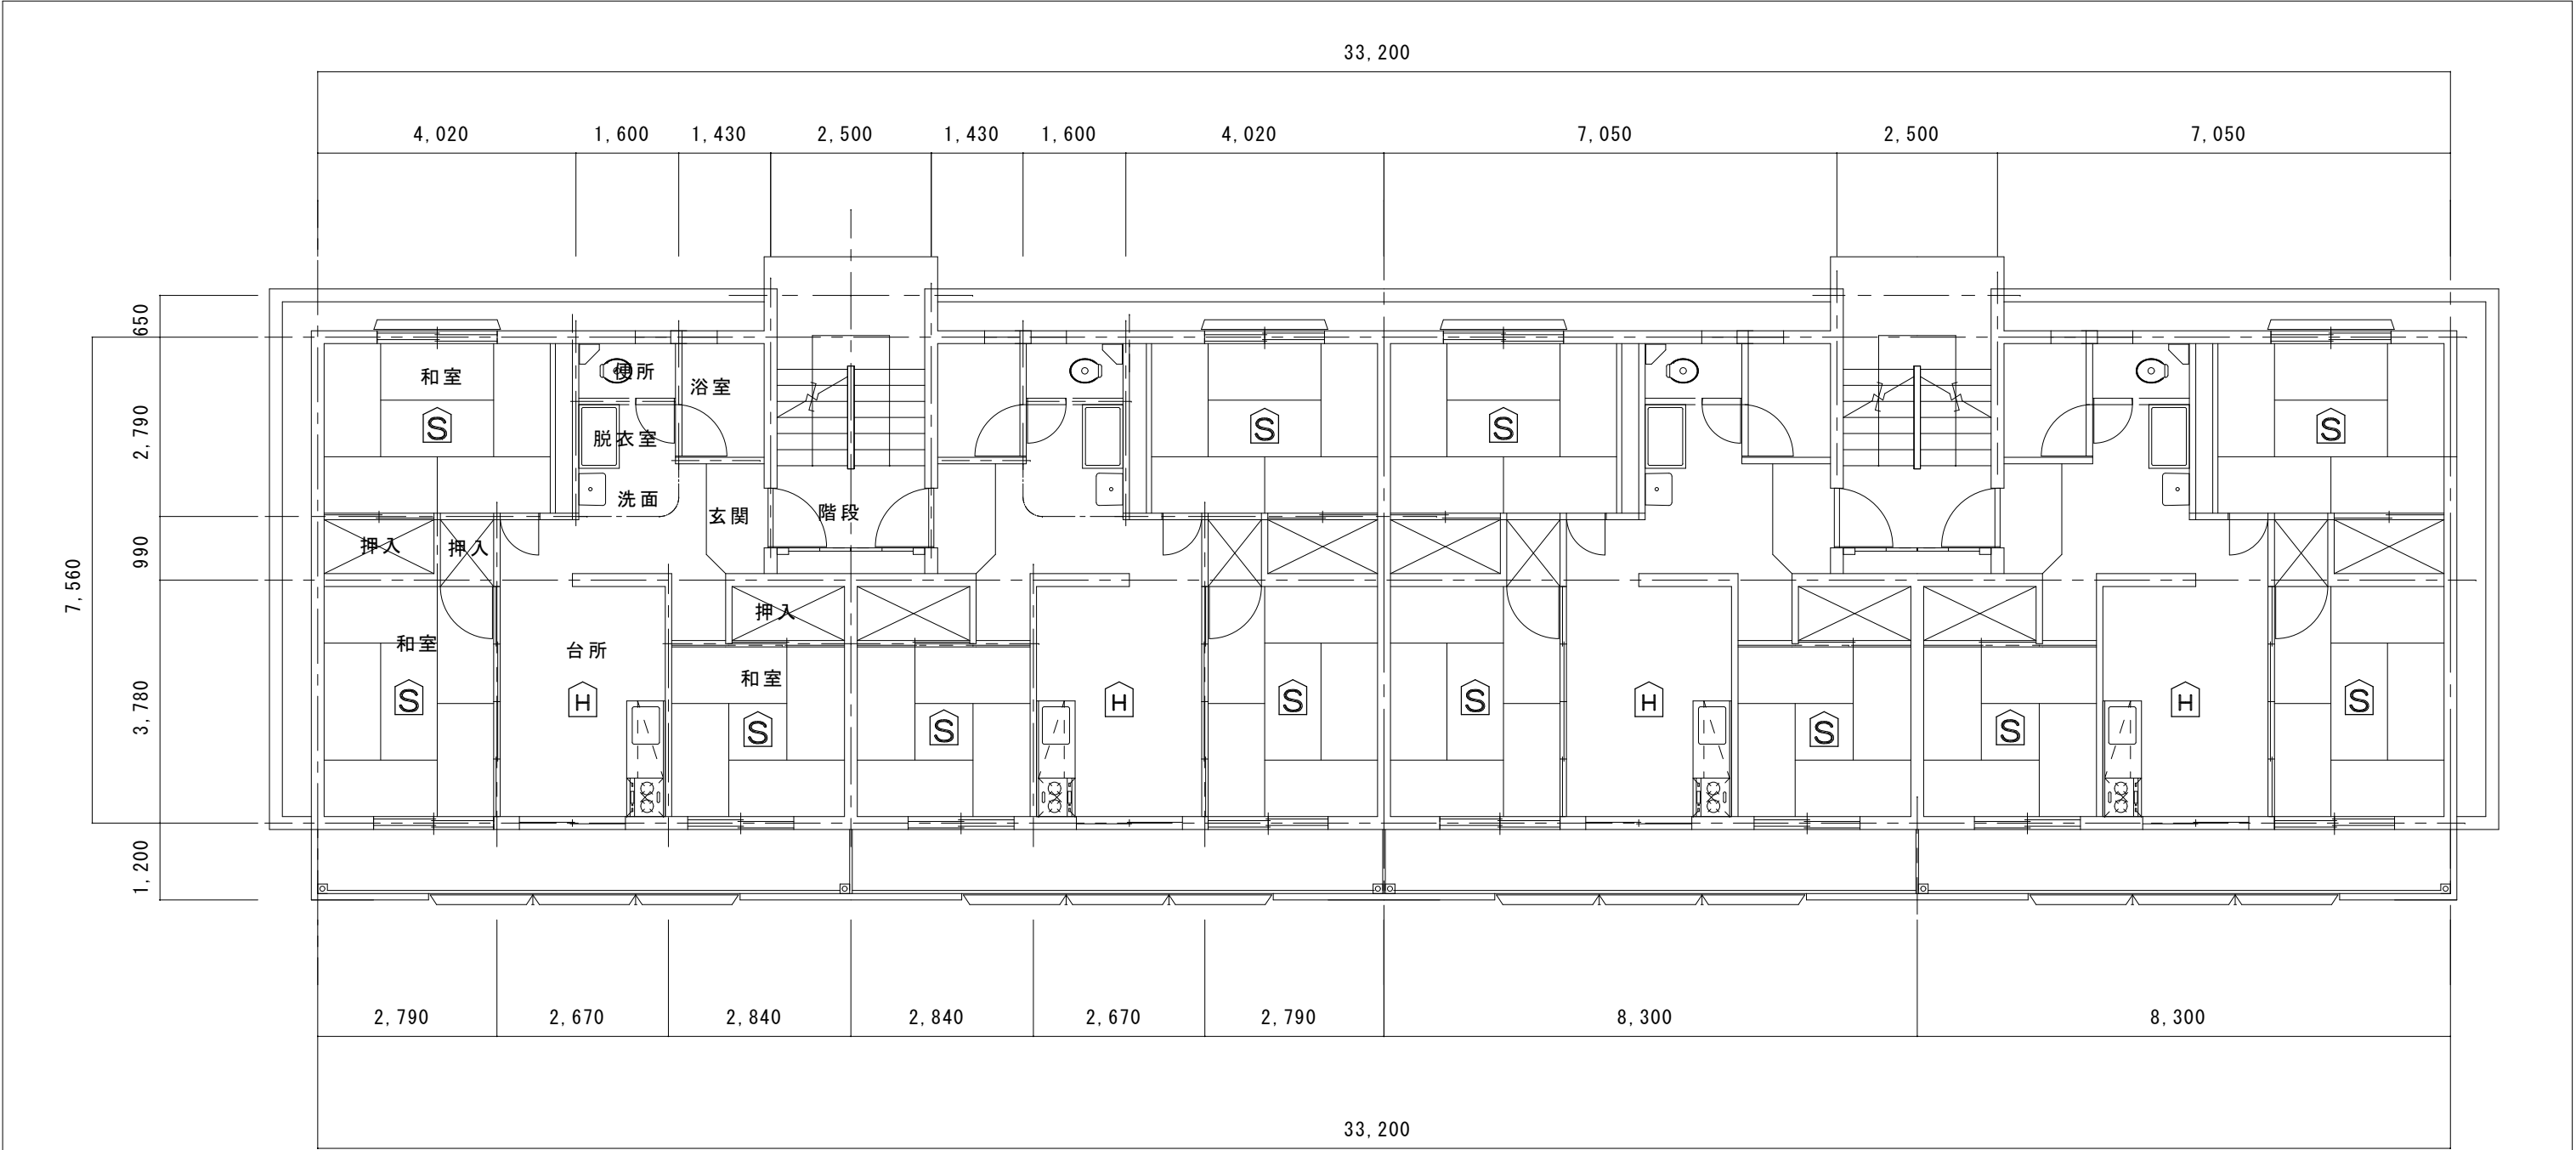 33,200
4,020 1,600 1,430 2,500 1,430 1,600 4,020 7,050 2,500 7,050
650
2,790
990
7,560
3,780
1,200
和室 便所 浴室
S 脱衣室 S S S
洗面 玄関 階段
押入 押入
押入
和室 台所 和室
S H S S H S S H S S H S
2,790 2,670 2,840 2,840 2,670 2,790 8,300 8,300
33,200